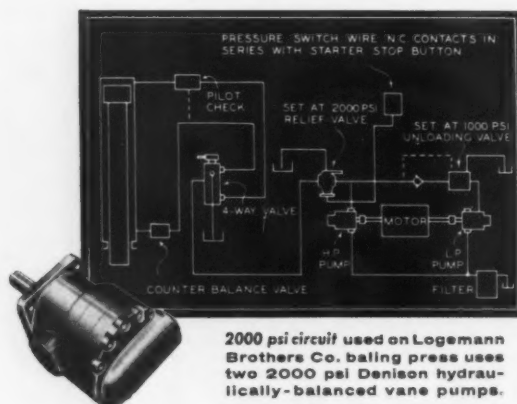 PRESSURE SWITCH WIRE N.C. CONTACTS IN
SERIES WITH STARTER STOP BUTTON
PILOT
CHECK
SET AT 2000 PSI
RELIEF VALVE
SET AT 1000 PSI
UNLOADING VALVE
4-WAY VALVE
MOTOR
H.P.
PUMP
L.P.
PUMP
FILTER
COUNTER BALANCE VALVE
2000 psi circuit used on Logemann
Brothers Co. baling press uses
two 2000 psi Denison hydrau-
lically-balanced vane pumps.